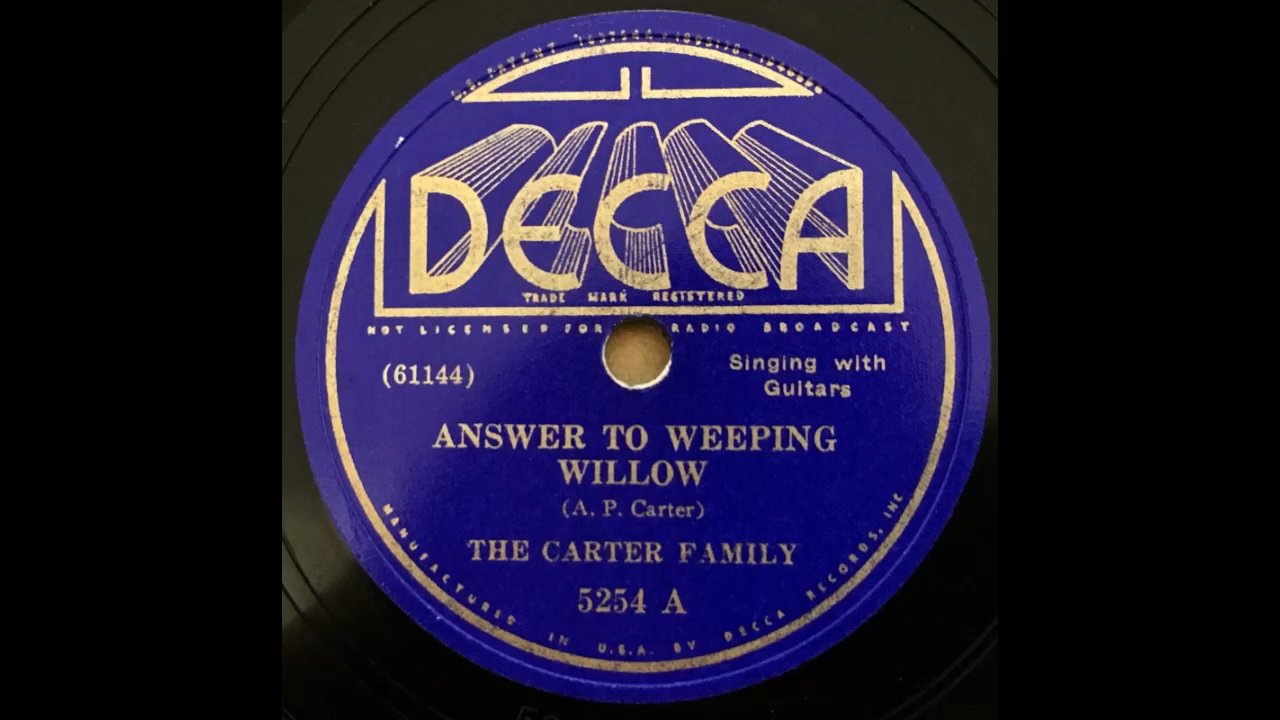 U.S. PATENT
DECCA
TRADE MARK REGISTERED
NOT LICENSED FOR RADIO BROADCAST
(61144)
Singing with
Guitars
ANSWER TO WEEPING
WILLOW
(A. P. Carter)
THE CARTER FAMILY
5254 A
MANUFACTURED IN U.S.A. BY DECCA RECORDS, INC